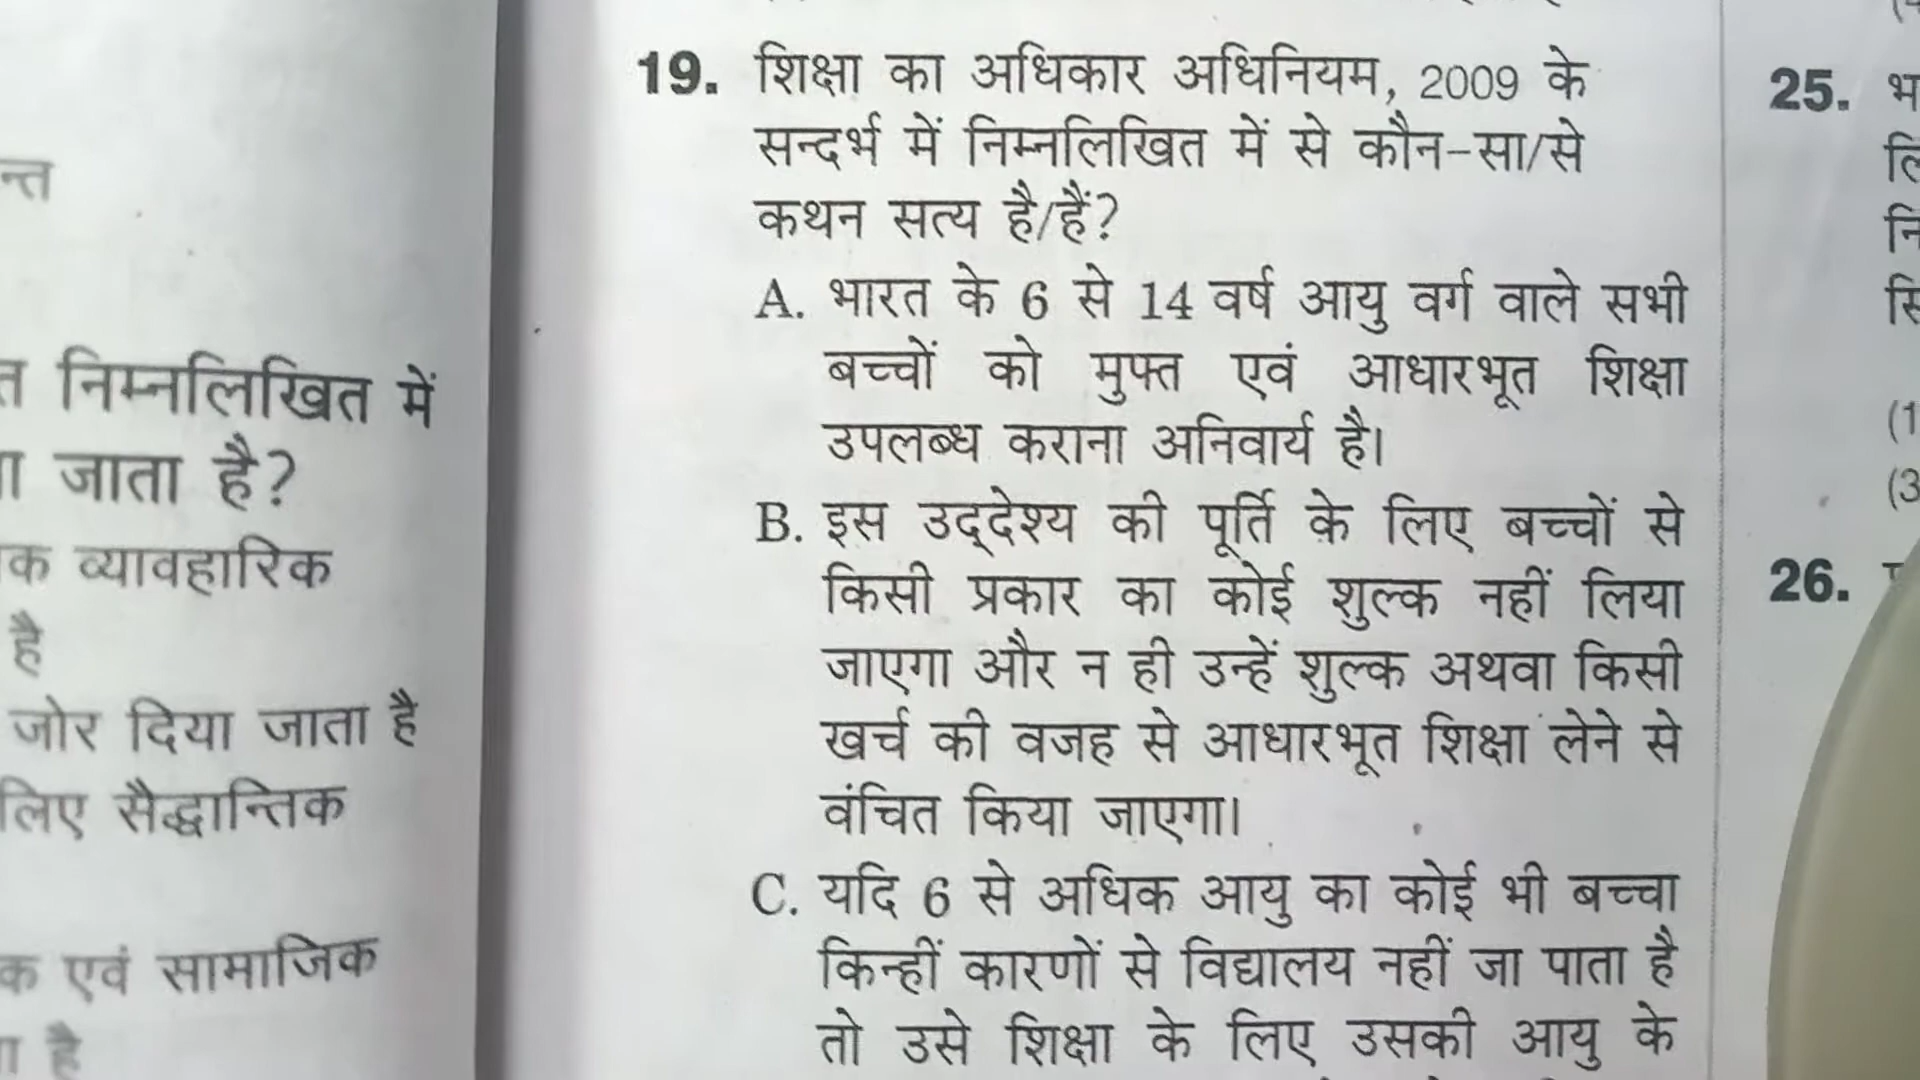 न्त
निम्नलिखित में
जाता है?
क व्यावहारिक
है
जोर दिया जाता है
लिए सैद्धान्तिक
क एवं सामाजिक
है
19. शिक्षा का अधिकार अधिनियम, 2009 के
सन्दर्भ में निम्नलिखित में से कौन-सा/से
कथन सत्य है/हैं?
A. भारत के 6 से 14 वर्ष आयु वर्ग वाले सभी
बच्चों को मुफ्त एवं आधारभूत शिक्षा
उपलब्ध कराना अनिवार्य है।
B. इस उद्देश्य की पूर्ति के लिए बच्चों से
किसी प्रकार का कोई शुल्क नहीं लिया
जाएगा और न ही उन्हें शुल्क अथवा किसी
खर्च की वजह से आधारभूत शिक्षा लेने से
वंचित किया जाएगा।
C. यदि 6 से अधिक आयु का कोई भी बच्चा
किन्हीं कारणों से विद्यालय नहीं जा पाता है
तो उसे शिक्षा के लिए उसकी आयु के
25.
(1
(3
26.